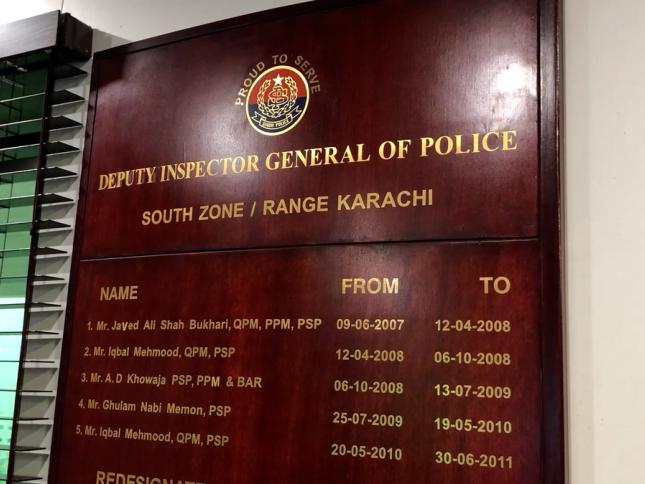 PROUD TO SERVE
SINDH POLICE
DEPUTY INSPECTOR GENERAL OF POLICE
SOUTH ZONE / RANGE KARACHI
NAME FROM TO
1. Mr. Javed Ali Shah Bukhari, QPM, PPM, PSP 09-06-2007 12-04-2008
2. Mr. Iqbal Mehmood, QPM, PSP 12-04-2008 06-10-2008
3. Mr. A.D Khowaja PSP, PPM & BAR 06-10-2008 13-07-2009
4. Mr. Ghulam Nabi Memon, PSP 25-07-2009 19-05-2010
5. Mr. Iqbal Mehmood, QPM, PSP 20-05-2010 30-06-2011